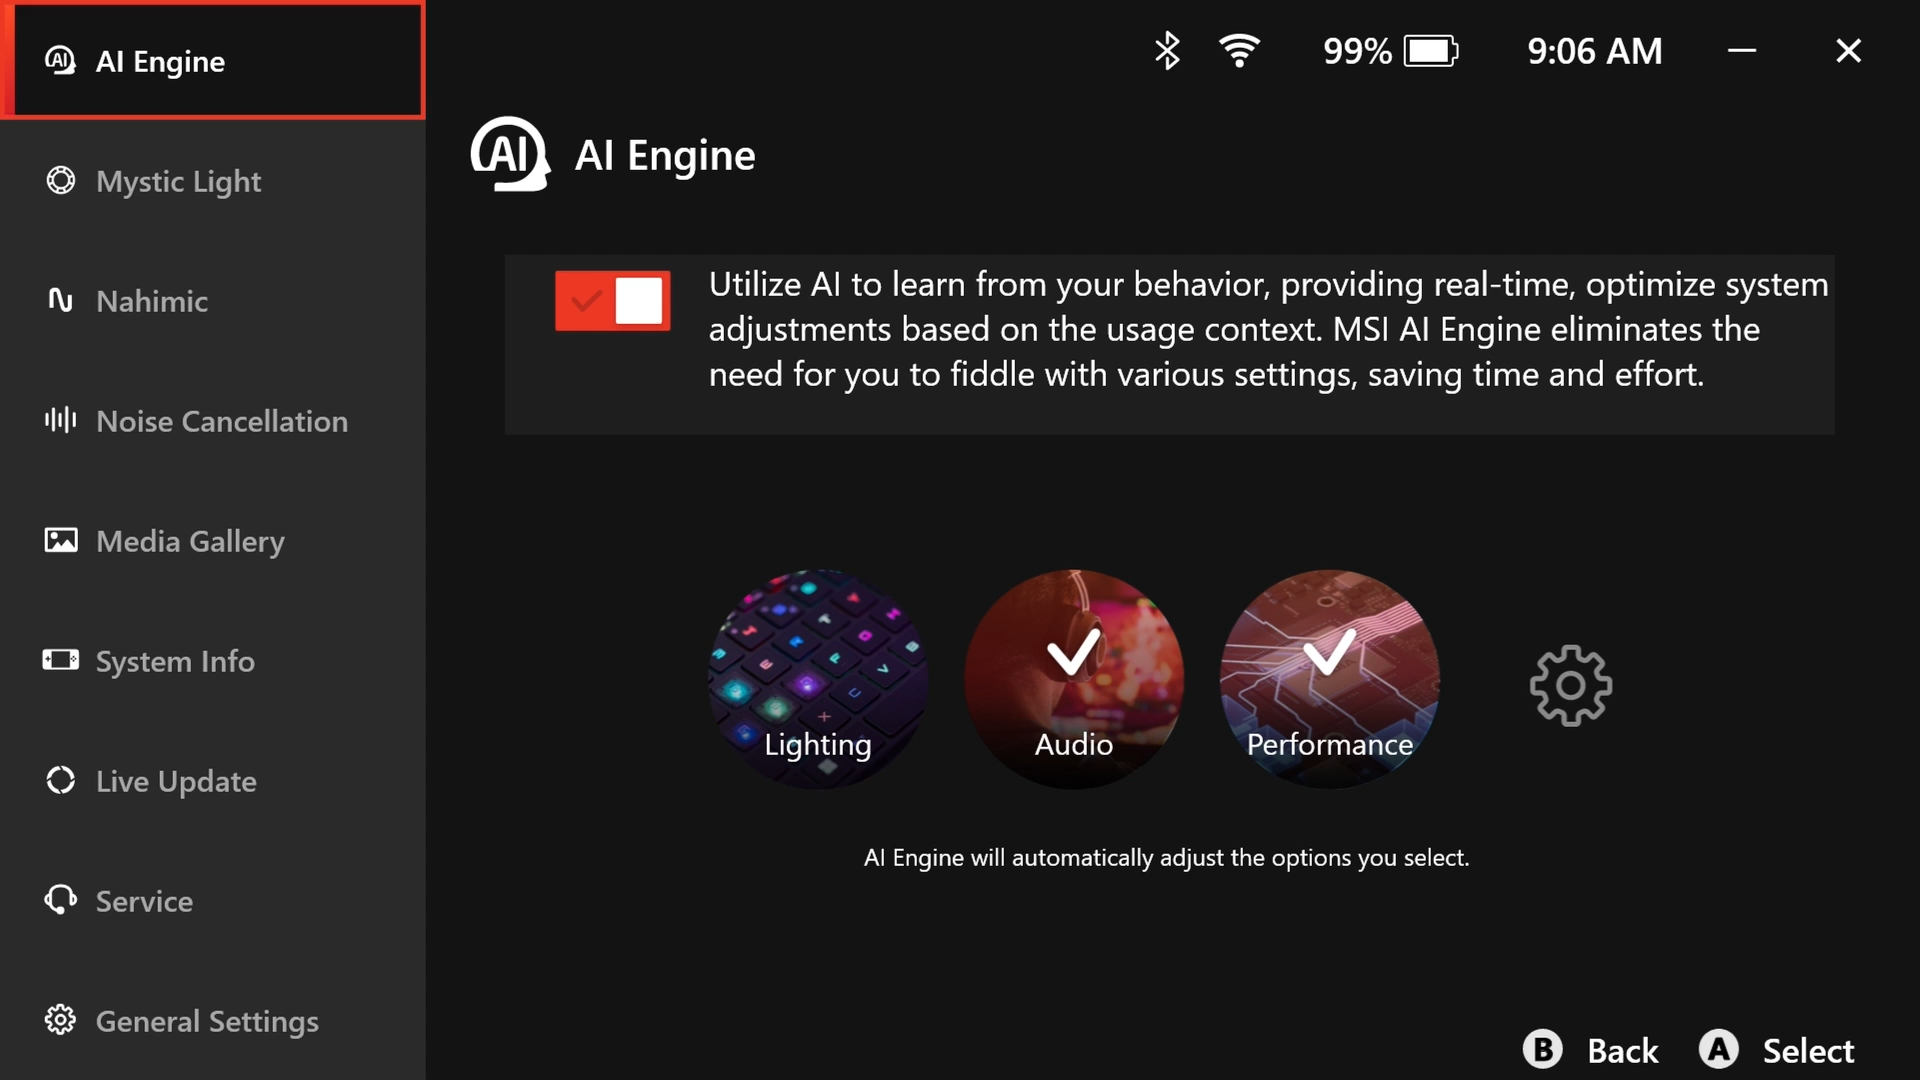 AI Engine
Mystic Light
Nahimic
Noise Cancellation
Media Gallery
System Info
Live Update
Service
General Settings
99%
9:06 AM
AI
AI Engine
Utilize AI to learn from your behavior, providing real-time, optimize system
adjustments based on the usage context. MSI AI Engine eliminates the
need for you to fiddle with various settings, saving time and effort.
Lighting
Audio
Performance
AI Engine will automatically adjust the options you select.
B Back
A Select